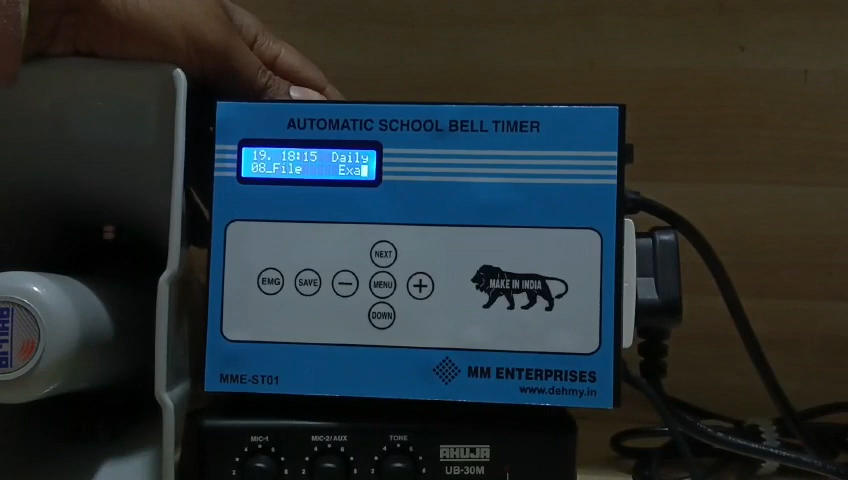 AUTOMATIC SCHOOL BELL TIMER
19. 18:15 Daily
08_File Exa
NEXT
EMG SAVE − MENU +
DOWN
MAKE IN INDIA
MME-ST01
MM ENTERPRISES
www.dehmy.in
MIC-1 MIC-2/ AUX TONE
AHUJA
UB-30M